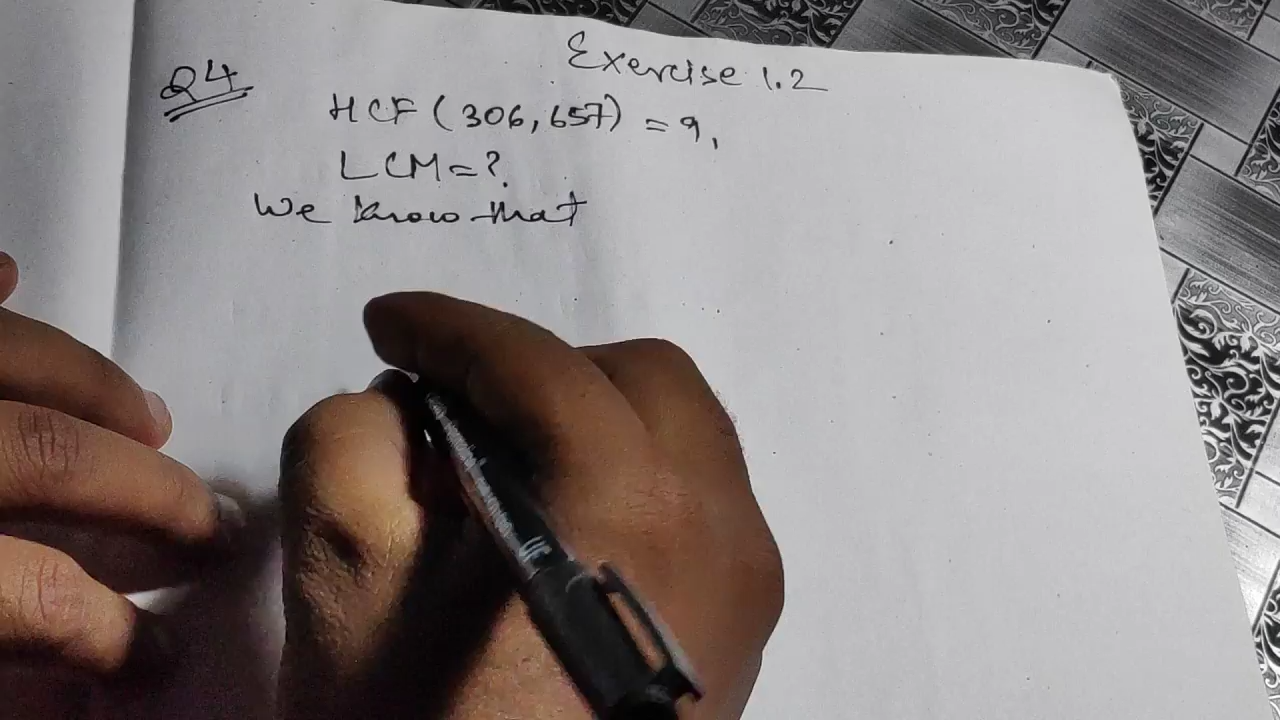 Exercise 1.2
Q4
HCF (306, 657) = 9,
LCM = ?
We know that